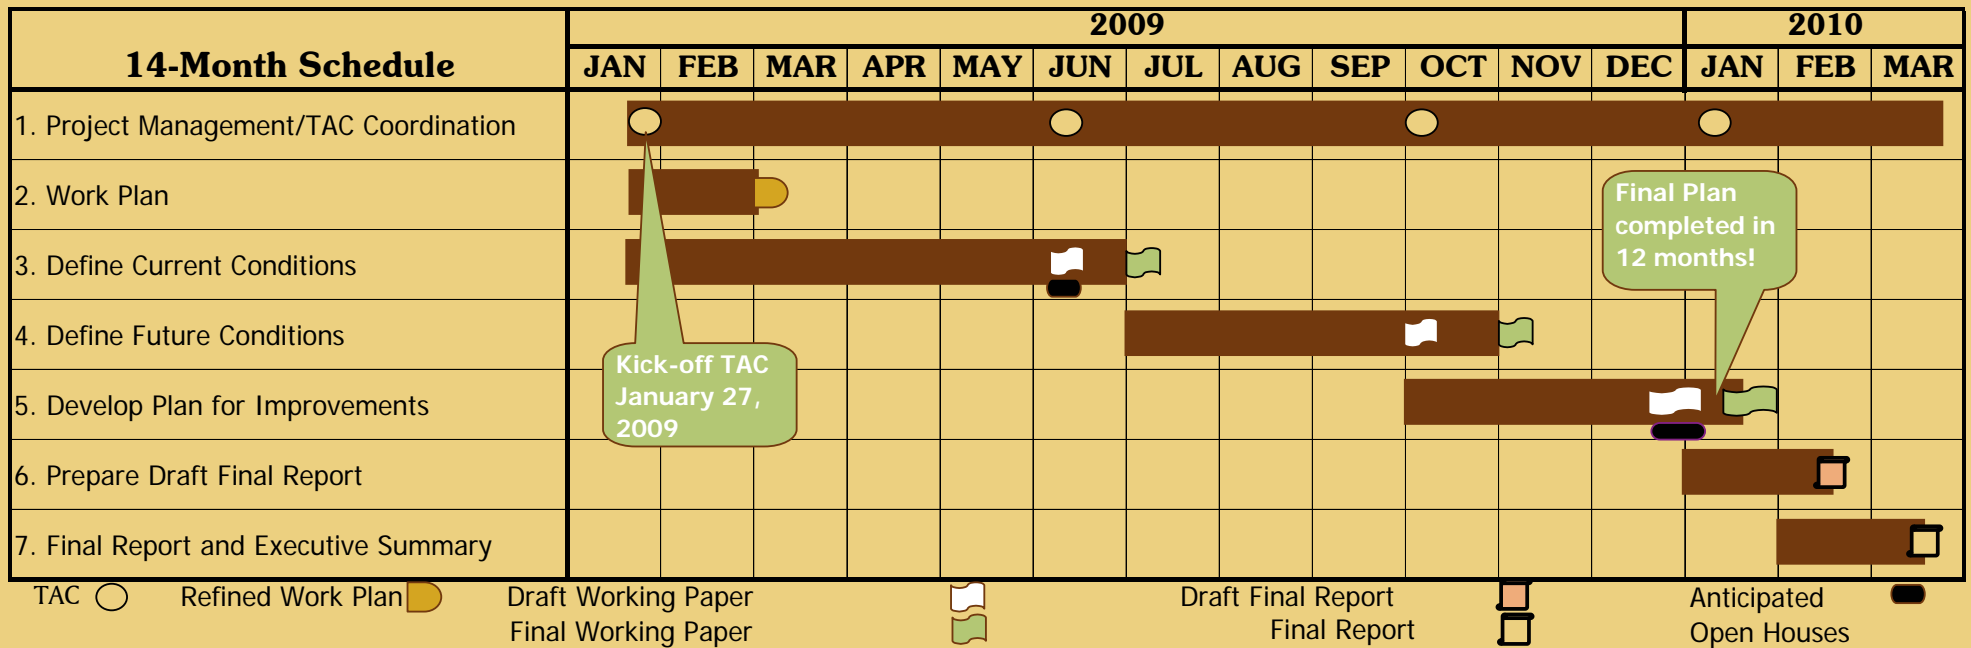 2009 2010
14-Month Schedule
JAN FEB MAR APR MAY JUN JUL AUG SEP OCT NOV DEC JAN FEB MAR
1. Project Management/TAC Coordination
2. Work Plan
3. Define Current Conditions
4. Define Future Conditions
5. Develop Plan for Improvements
6. Prepare Draft Final Report
7. Final Report and Executive Summary
Kick-off TAC
January 27,
2009
Final Plan
completed in
12 months!
TAC Refined Work Plan Draft Working Paper Draft Final Report Anticipated
Final Working Paper Final Report Open Houses